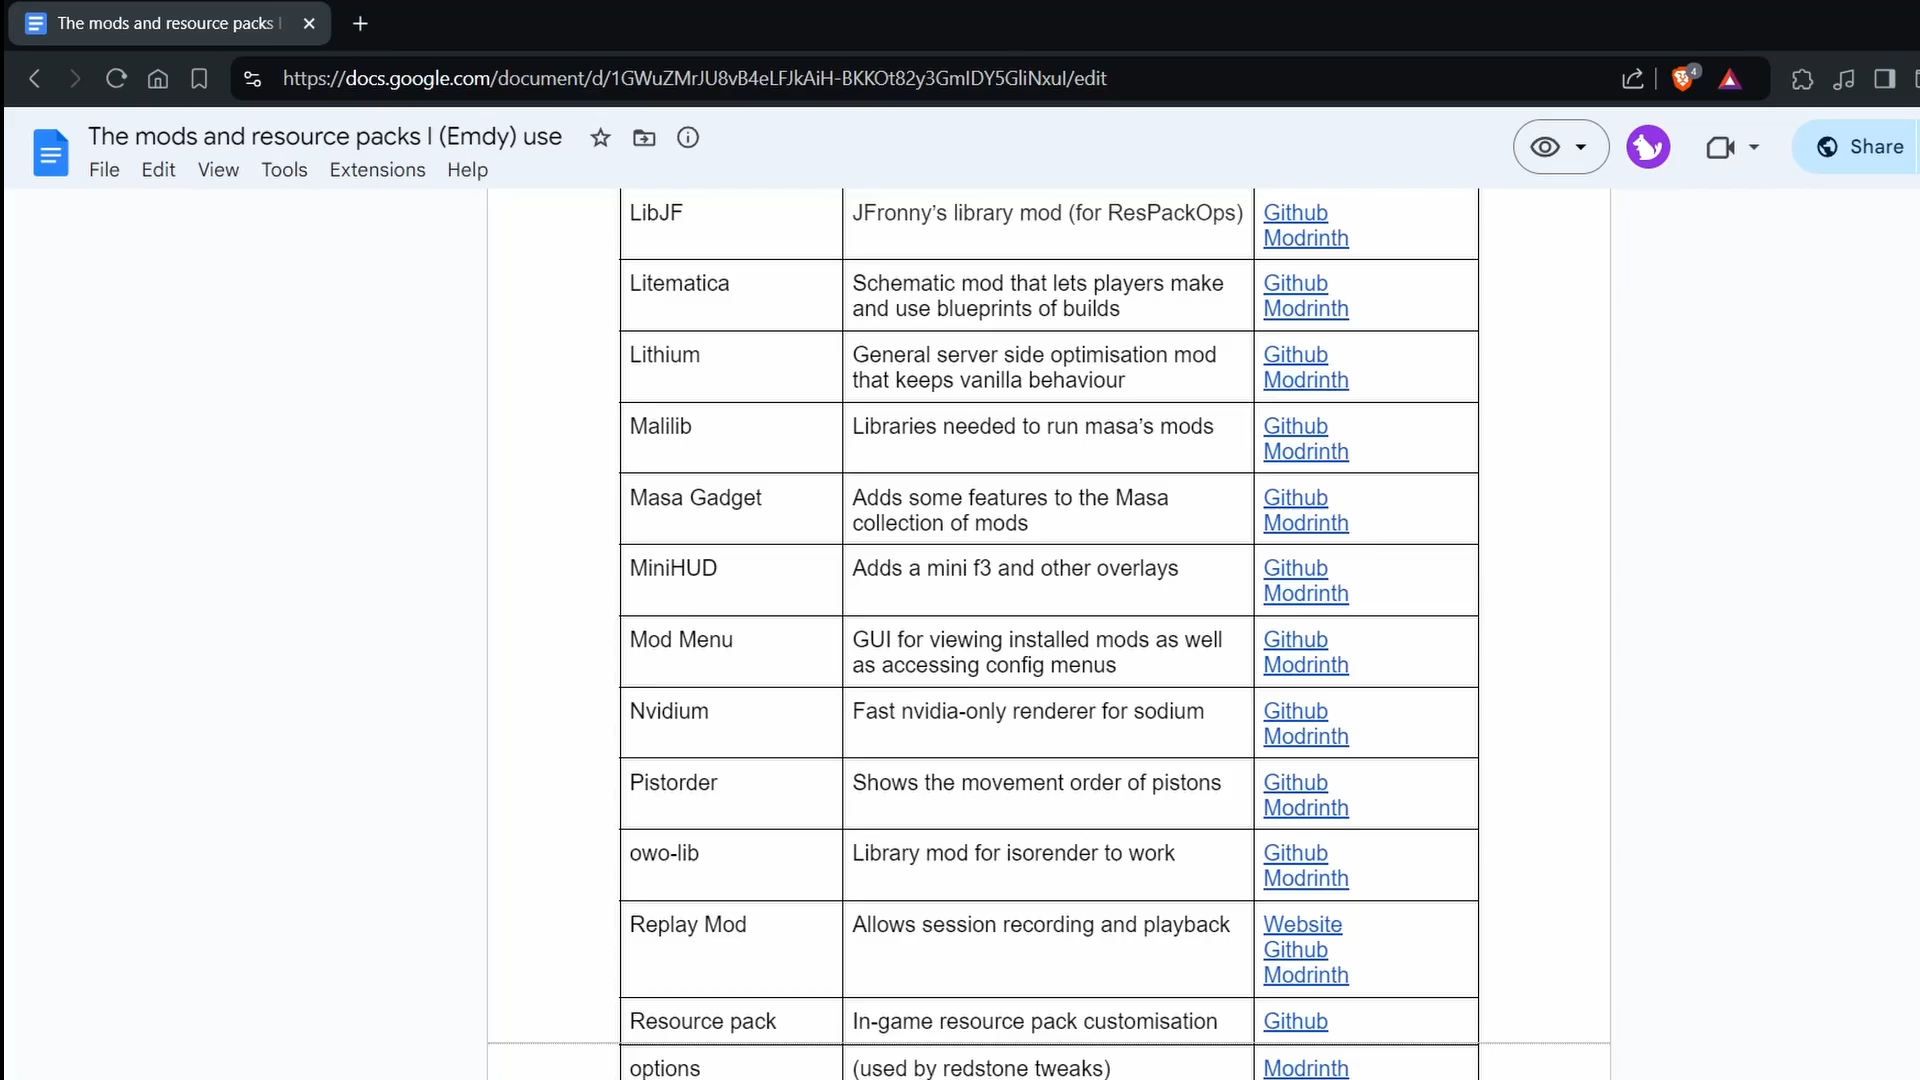 The mods and resource packs I
https://docs.google.com/document/d/1GWuZMrJU8vB4eLFJkAiH-BKKOt82y3GmIDY5GliNxuI/edit
4
The mods and resource packs I (Emdy) use
File Edit View Tools Extensions Help
Share
LibJF
JFronny’s library mod (for ResPackOps)
Github
Modrinth
Litematica
Schematic mod that lets players make
and use blueprints of builds
Github
Modrinth
Lithium
General server side optimisation mod
that keeps vanilla behaviour
Github
Modrinth
Malilib
Libraries needed to run masa’s mods
Github
Modrinth
Masa Gadget
Adds some features to the Masa
collection of mods
Github
Modrinth
MiniHUD
Adds a mini f3 and other overlays
Github
Modrinth
Mod Menu
GUI for viewing installed mods as well
as accessing config menus
Github
Modrinth
Nvidium
Fast nvidia-only renderer for sodium
Github
Modrinth
Pistorder
Shows the movement order of pistons
Github
Modrinth
owo-lib
Library mod for isorender to work
Github
Modrinth
Replay Mod
Allows session recording and playback
Website
Github
Modrinth
Resource pack
options
In-game resource pack customisation
(used by redstone tweaks)
Github
Modrinth